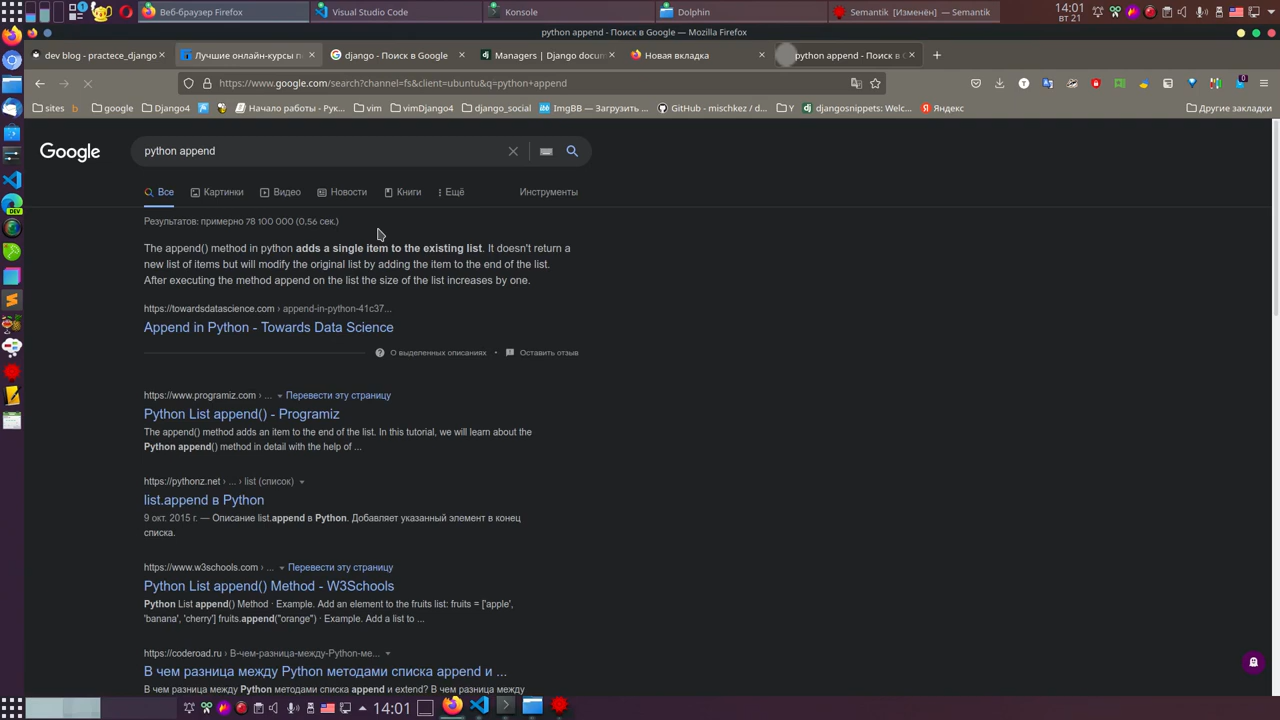 Веб-браузер Firefox
Visual Studio Code
Konsole
Dolphin
Semantik [Изменён] — Semantik
14:01
ВТ 21
python append - Поиск в Google — Mozilla Firefox
dev blog - practece_django
Лучшие онлайн-курсы п
django - Поиск в Google
Managers | Django docum
Новая вкладка
python append - Поиск в G
https://www.google.com/search?channel=fs&client=ubuntu&q=python+append
sites
google
Django4
Начало работы - Рук...
vim
vimDjango4
django_social
ImgBB — Загрузить ...
GitHub - mischkez/d...
Y
djangosnippets: Welc...
Яндекс
Другие закладки
Google
python append
Все
Картинки
Видео
Новости
Книги
Ещё
Инструменты
Результатов: примерно 78 100 000 (0,56 сек.)
The append() method in python adds a single item to the existing list. It doesn't return a
new list of items but will modify the original list by adding the item to the end of the list.
After executing the method append on the list the size of the list increases by one.
https://towardsdatascience.com › append-in-python-41c37...
Append in Python - Towards Data Science
О выделенных описаниях • Оставить отзыв
https://www.programiz.com › ... Перевести эту страницу
Python List append() - Programiz
The append() method adds an item to the end of the list. In this tutorial, we will learn about the
Python append() method in detail with the help of ...
https://pythonz.net › ... › list (список)
list.append в Python
9 окт. 2015 г. — Описание list.append в Python. Добавляет указанный элемент в конец
списка.
https://www.w3schools.com › ... Перевести эту страницу
Python List append() Method - W3Schools
Python List append() Method · Example. Add an element to the fruits list: fruits = ['apple',
'banana', 'cherry'] fruits.append("orange") · Example. Add a list to ...
https://coderoad.ru › В-чем-разница-между-Python-ме...
В чем разница между Python методами списка append и ...
В чем разница между Python методами списка append и extend? В чем разница между
DEV
14:01